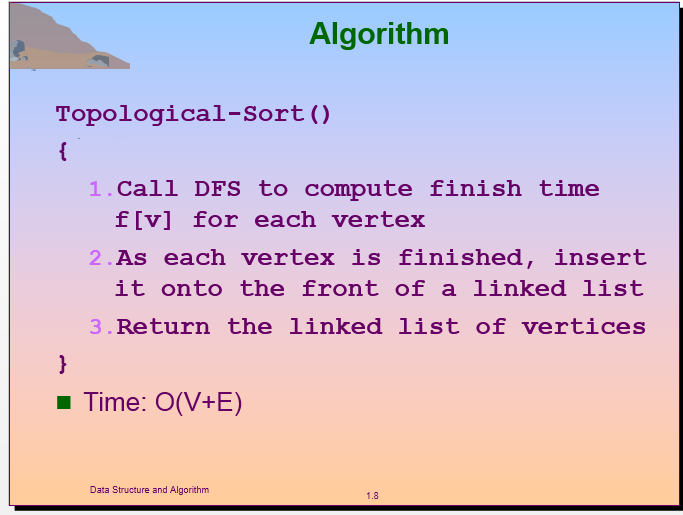 Algorithm
Topological-Sort()
{
1.Call DFS to compute finish time
f[v] for each vertex
2.As each vertex is finished, insert
it onto the front of a linked list
3.Return the linked list of vertices
}
Time: O(V+E)
Data Structure and Algorithm
1.8